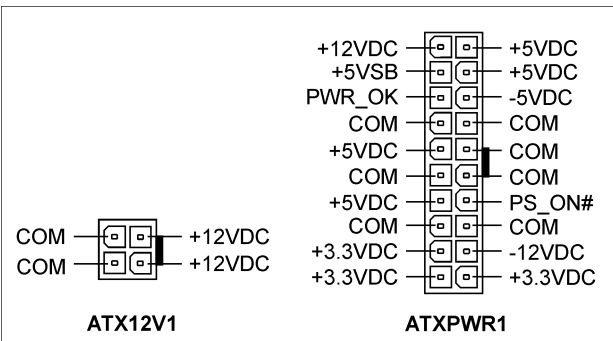 +12VDC +5VDC
+5VSB +5VDC
PWR_OK -5VDC
COM COM
+5VDC COM
COM COM
+5VDC PS_ON#
COM COM
+3.3VDC -12VDC
+3.3VDC +3.3VDC
COM +12VDC
COM +12VDC
ATX12V1 ATXPWR1